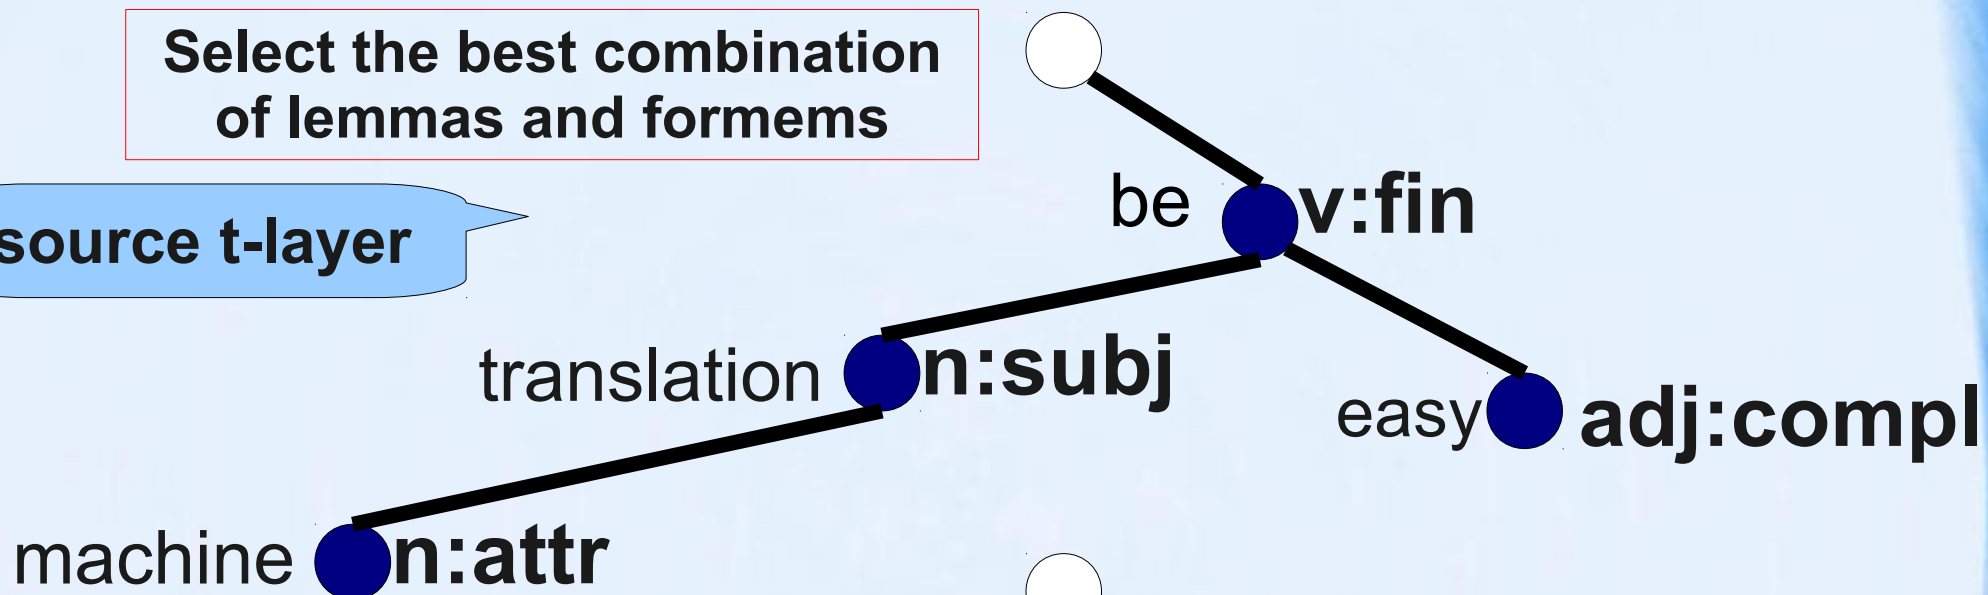 Select the best combination
of lemmas and formems
be v:fin
source t-layer
translation n:subj
easy adj:compl
machine n:attr